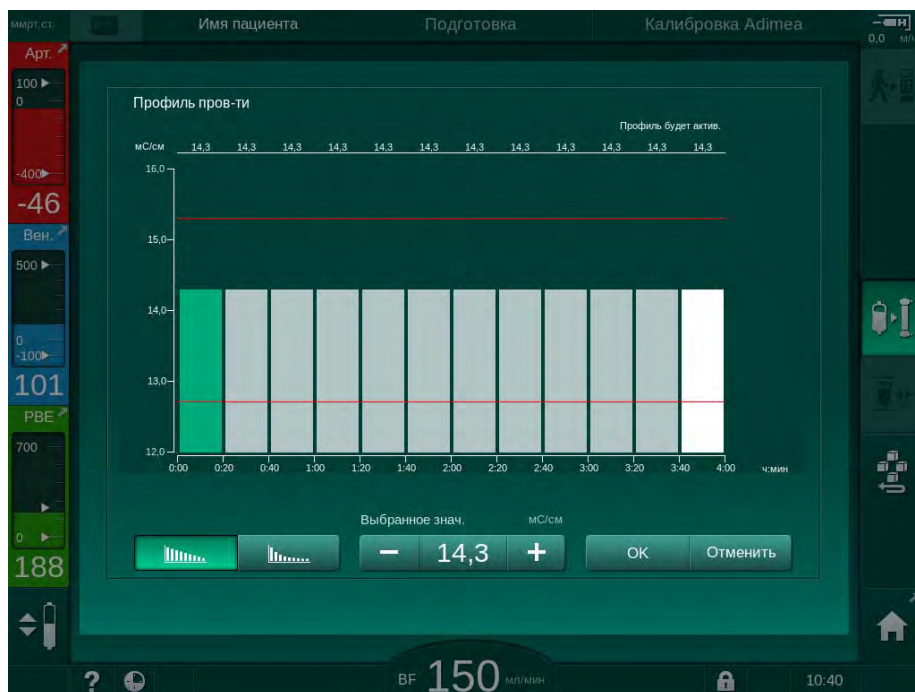 ммрт.ст.
Имя пациента
Подготовка
Калибровка Adimea
0,0 м/ч
Арт.
100
0
-400
-46
Вен.
500
0
-100
101
PBE
700
0
188
Профиль пров-ти
Профиль будет актив.
мС/см 14,3 14,3 14,3 14,3 14,3 14,3 14,3 14,3 14,3 14,3 14,3 14,3
16,0
15,0
14,0
13,0
12,0
0:00 0:20 0:40 1:00 1:20 1:40 2:00 2:20 2:40 3:00 3:20 3:40 4:00 ч:мин
Выбранное знач. мС/см
− 14,3 +
OK Отменить
? BF 150 мл/мин 10:40